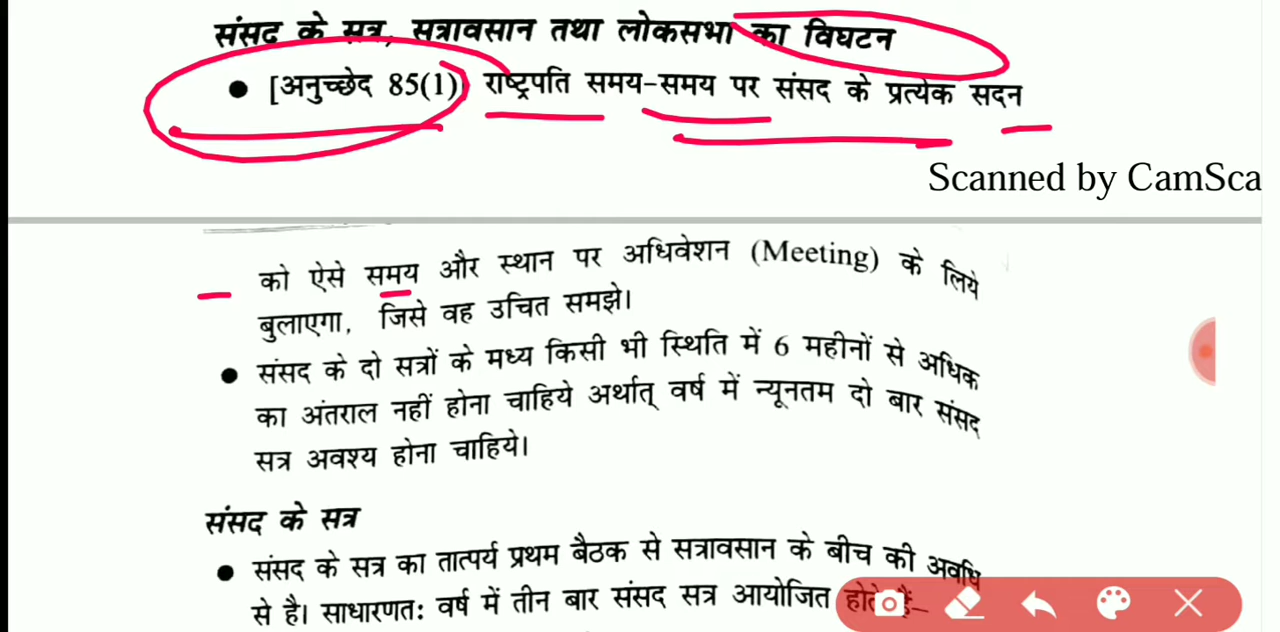 संसद के सत्र, सत्रावसान तथा लोकसभा का विघटन
● [अनुच्छेद 85(1)] राष्ट्रपति समय-समय पर संसद के प्रत्येक सदन
Scanned by CamSca
को ऐसे समय और स्थान पर अधिवेशन (Meeting) के लिये
बुलाएगा, जिसे वह उचित समझे।
● संसद के दो सत्रों के मध्य किसी भी स्थिति में 6 महीनों से अधिक
का अंतराल नहीं होना चाहिये अर्थात् वर्ष में न्यूनतम दो बार संसद
सत्र अवश्य होना चाहिये।
संसद के सत्र
● संसद के सत्र का तात्पर्य प्रथम बैठक से सत्रावसान के बीच की अवधि
से है। साधारणत: वर्ष में तीन बार संसद सत्र आयोजित होते हैं–